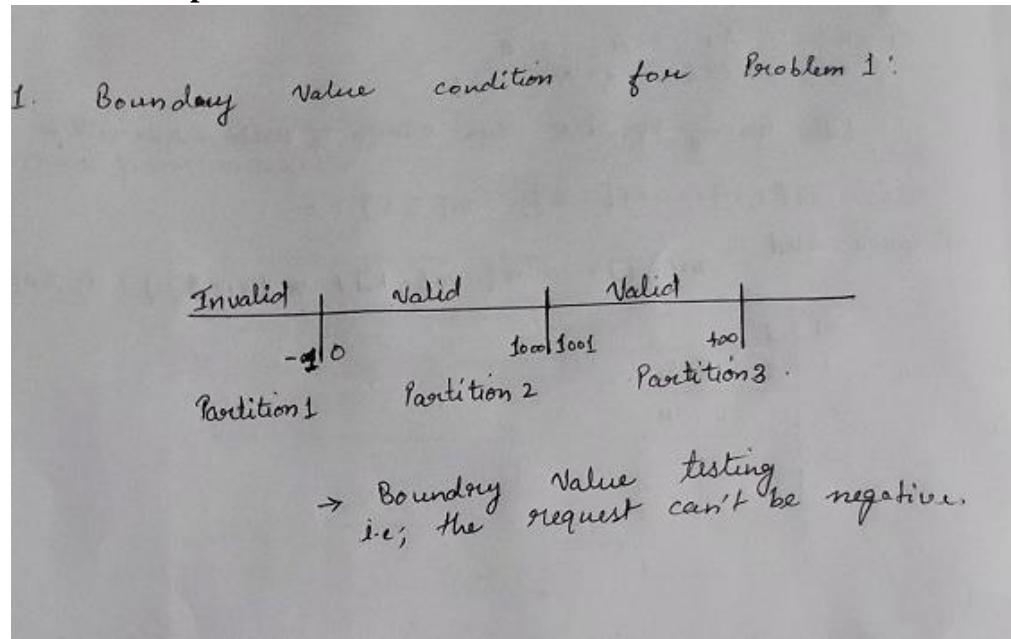 1. Boundary Value condition for Problem 1:
Invalid Valid Valid
-1 0 1000 1001 +∞
Partition 1 Partition 2 Partition 3.
→ Boundry Value testing
i.e; the request can't be negative.